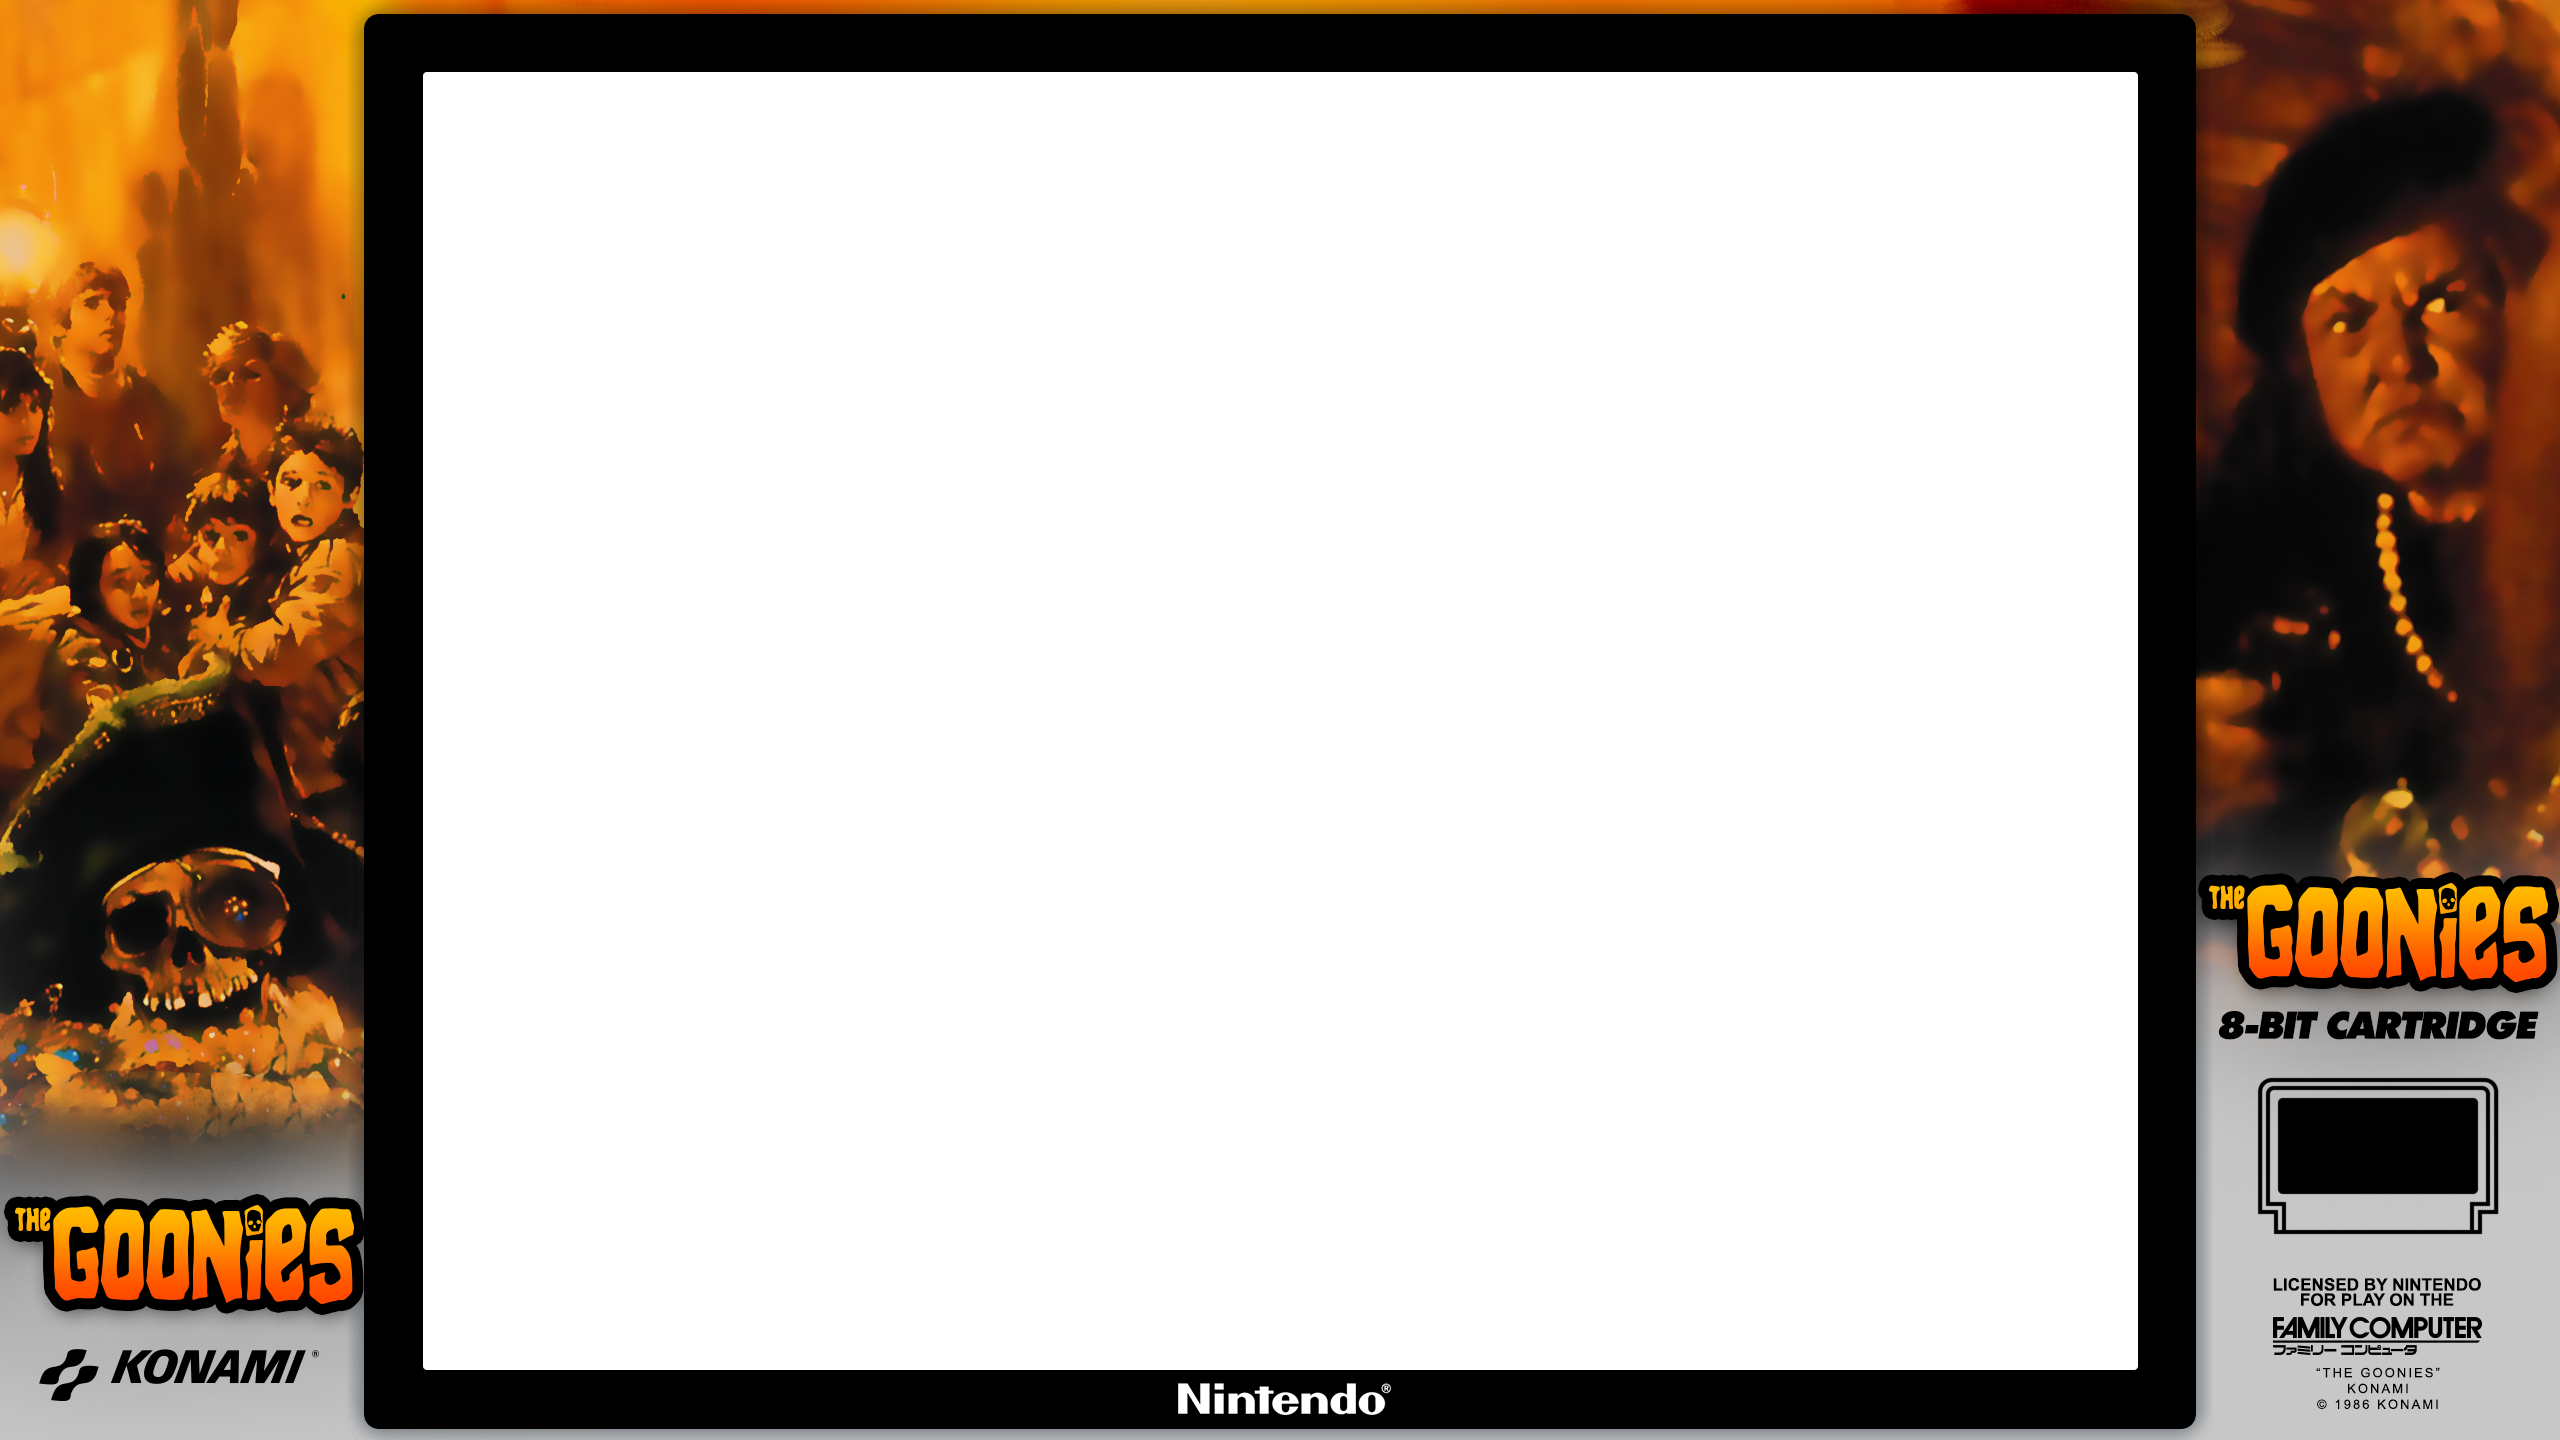 THE GOONIES
KONAMI ®
Nintendo®
THE GOONIES
8-BIT CARTRIDGE
LICENSED BY NINTENDO
FOR PLAY ON THE
FAMILY COMPUTER
ファミリー コンピュータ
“THE GOONIES”
KONAMI
© 1986 KONAMI